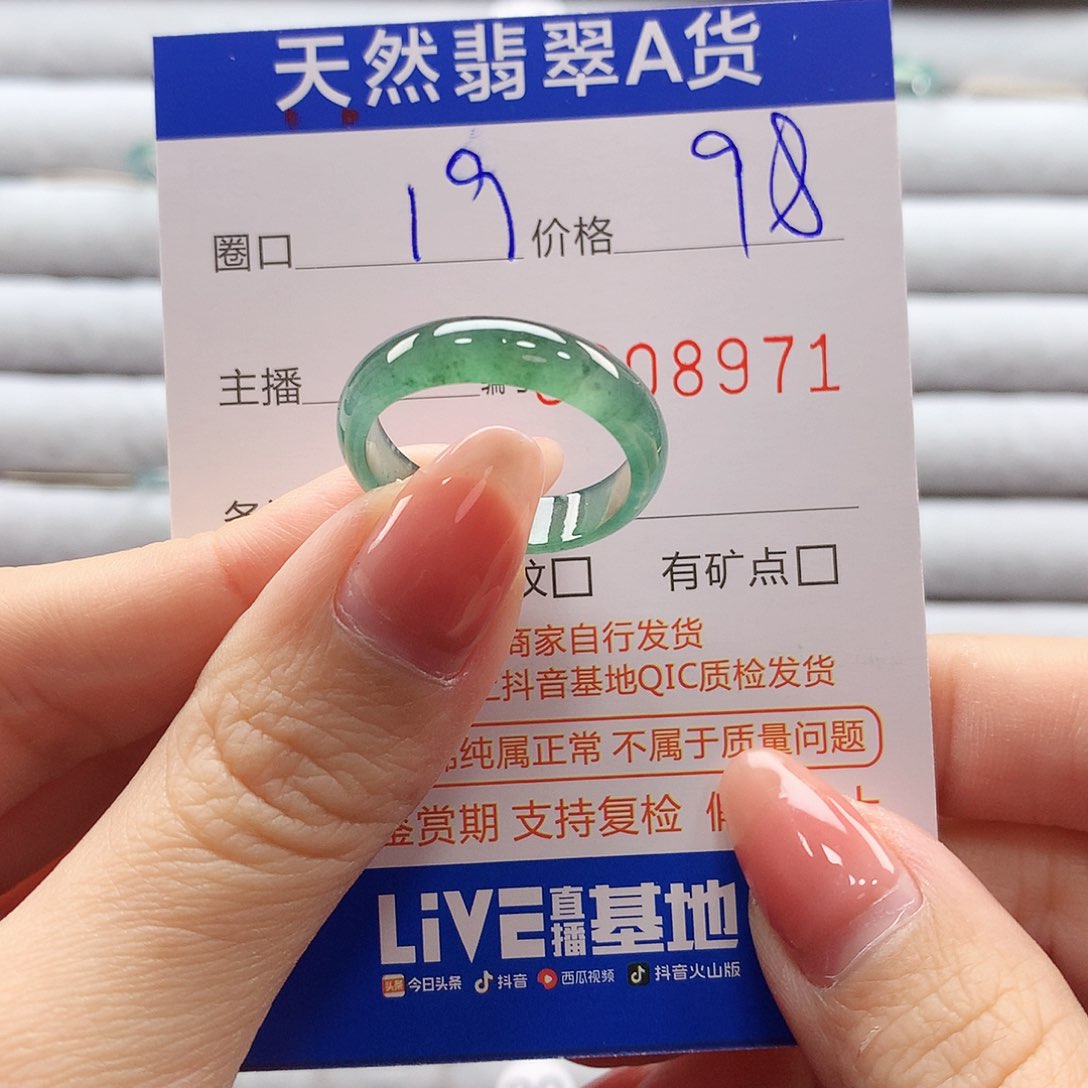 天然翡翠A货
圈口 19 价格 98
主播 08971
纹□ 有矿点□
商家自行发货
抖音基地QIC质检发货
纯属正常 不属于质量问题
鉴赏期 支持复检
LiVE直播基地
头条 今日头条 抖音 西瓜视频 抖音火山版